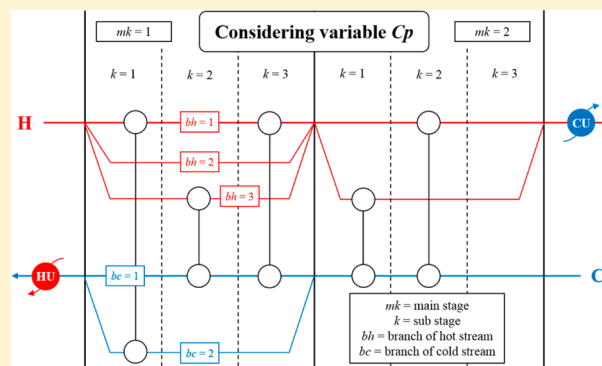 mk = 1
Considering variable Cp
mk = 2
k = 1
k = 2
k = 3
k = 1
k = 2
k = 3
H
bh = 1
CU
bh = 2
bh = 3
HU
bc = 1
C
bc = 2
mk = main stage
k = sub stage
bh = branch of hot stream
bc = branch of cold stream